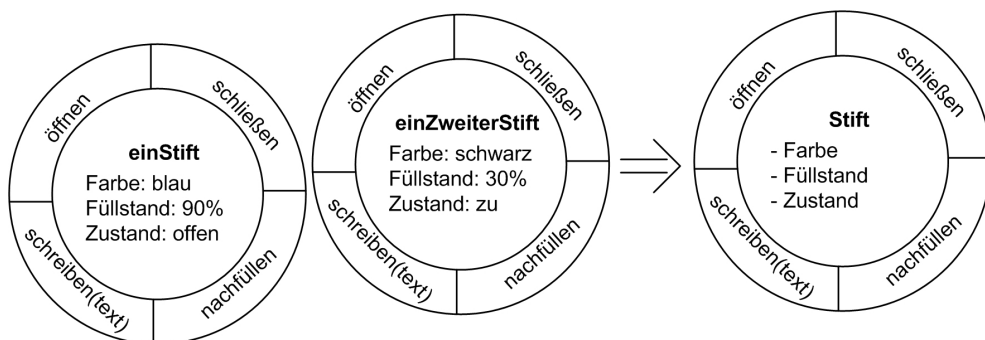 öffnen
schließen
einStift
Farbe: blau
Füllstand: 90%
Zustand: offen
schreiben(text)
nachfüllen
öffnen
schließen
einZweiterStift
Farbe: schwarz
Füllstand: 30%
Zustand: zu
schreiben(text)
nachfüllen
öffnen
schließen
Stift
- Farbe
- Füllstand
- Zustand
schreiben(text)
nachfüllen